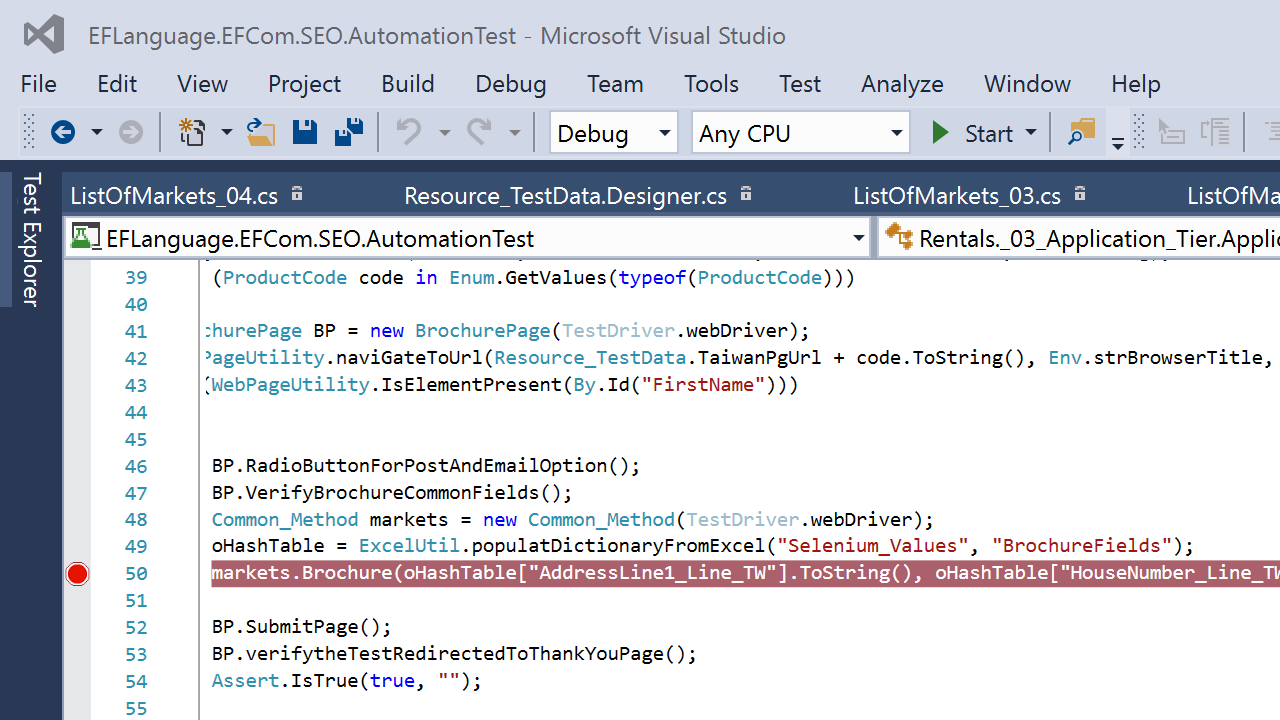 EFLanguage.EFCom.SEO.AutomationTest - Microsoft Visual Studio
File Edit View Project Build Debug Team Tools Test Analyze Window Help
Debug Any CPU Start
Test Explorer
ListOfMarkets_04.cs Resource_TestData.Designer.cs ListOfMarkets_03.cs ListOfMa
EFLanguage.EFCom.SEO.AutomationTest Rentals._03_Application_Tier.Applic
39 (ProductCode code in Enum.GetValues(typeof(ProductCode)))
40
41 churePage BP = new BrochurePage(TestDriver.webDriver);
42 PageUtility.naviGateToUrl(Resource_TestData.TaiwanPgUrl + code.ToString(), Env.strBrowserTitle,
43 (WebPageUtility.IsElementPresent(By.Id("FirstName")))
44
45
46 BP.RadioButtonForPostAndEmailOption();
47 BP.VerifyBrochureCommonFields();
48 Common_Method markets = new Common_Method(TestDriver.webDriver);
49 oHashTable = ExcelUtil.populatDictionaryFromExcel("Selenium_Values", "BrochureFields");
50 markets.Brochure(oHashTable["AddressLine1_Line_TW"].ToString(), oHashTable["HouseNumber_Line_TW
51
52 BP.SubmitPage();
53 BP.verifytheTestRedirectedToThankYouPage();
54 Assert.IsTrue(true, "");
55